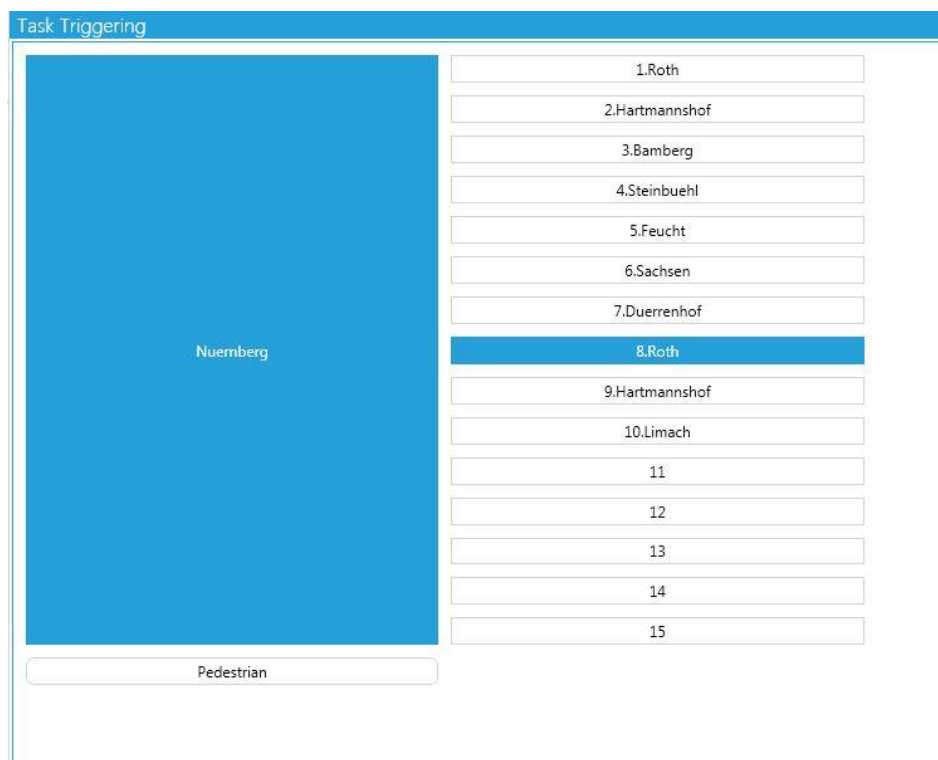 Task Triggering
Nuernberg
1.Roth
2.Hartmannshof
3.Bamberg
4.Steinbuehl
5.Feucht
6.Sachsen
7.Duerrenhof
8.Roth
9.Hartmannshof
10.Limach
11
12
13
14
15
Pedestrian